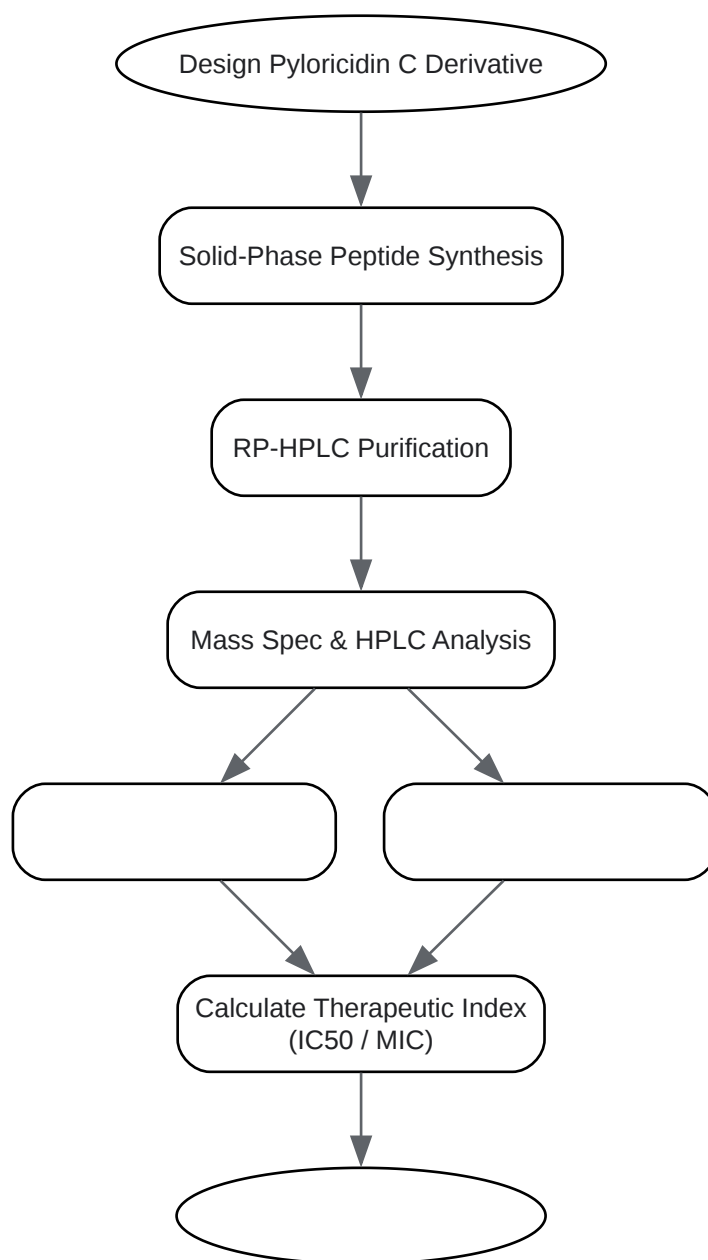 Design Pyloricidin C Derivative
Solid-Phase Peptide Synthesis
RP-HPLC Purification
Mass Spec & HPLC Analysis
Calculate Therapeutic Index
(IC50 / MIC)